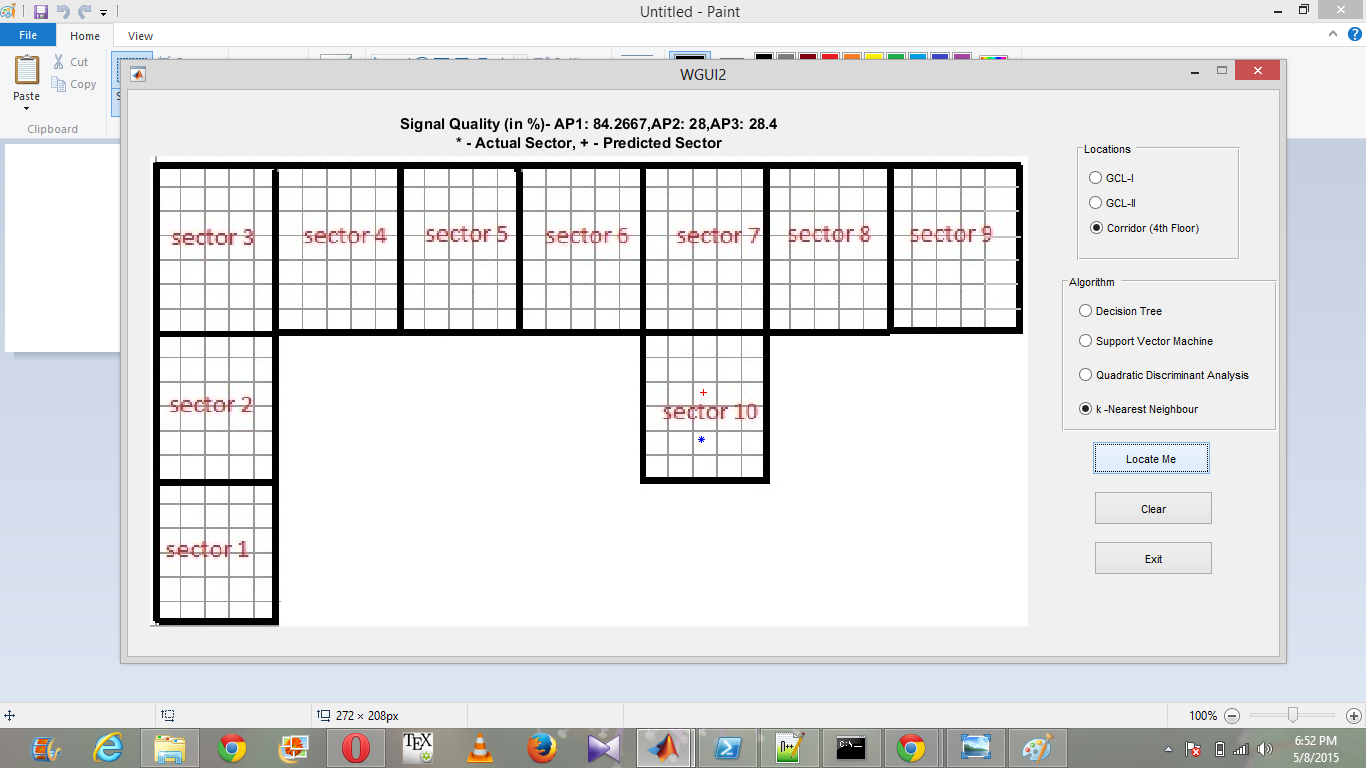 Untitled - Paint
File Home View
Paste
Cut
Copy
Clipboard
WGUI2
Signal Quality (in %)- AP1: 84.2667,AP2: 28,AP3: 28.4
* - Actual Sector, + - Predicted Sector
sector 3 sector 4 sector 5 sector 6 sector 7 sector 8 sector 9
sector 2
sector 10
sector 1
Locations
GCL-I
GCL-II
Corridor (4th Floor)
Algorithm
Decision Tree
Support Vector Machine
Quadratic Discriminant Analysis
k -Nearest Neighbour
Locate Me
Clear
Exit
272 × 208px
100%
TEX
C:\
6:52 PM
5/8/2015